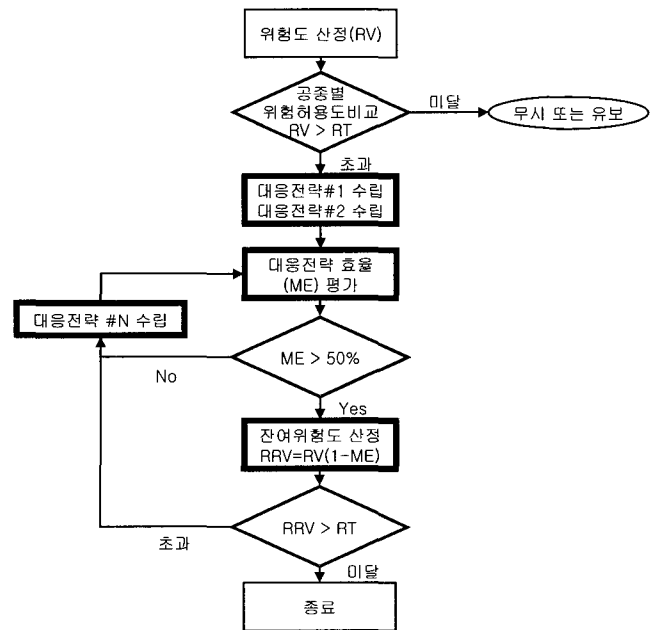 위험도 산정(RV)
공종별
위험허용도비교
RV > RT
미달
무시 또는 유보
초과
대응전략#1 수립
대응전략#2 수립
대응전략 효율
(ME) 평가
대응전략 #N 수립
ME > 50%
No
Yes
잔여위험도 산정
RRV=RV(1-ME)
RRV > RT
초과
미달
종료